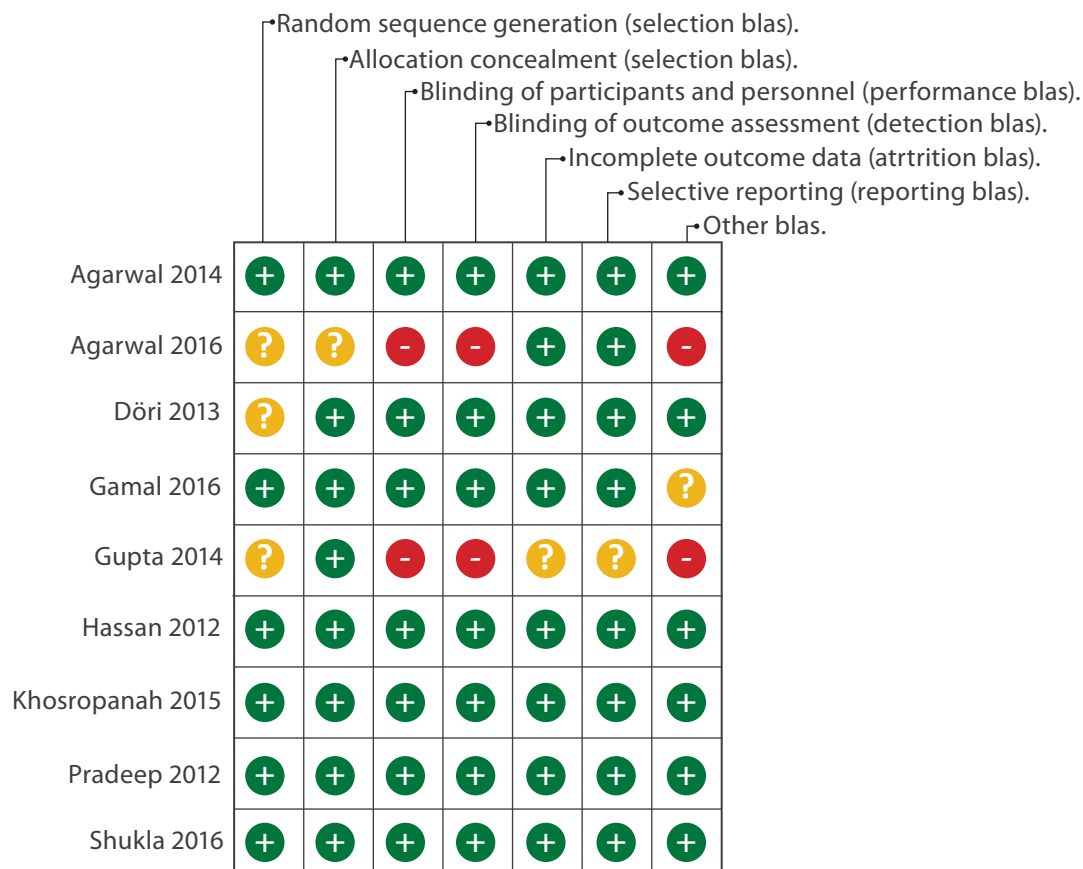 Random sequence generation (selection blas).
Allocation concealment (selection blas).
Blinding of participants and personnel (performance blas).
Blinding of outcome assessment (detection blas).
Incomplete outcome data (atrtrition blas).
Selective reporting (reporting blas).
Other blas.
Agarwal 2014 + + + + + + +
Agarwal 2016 ? ? - - + + -
Döri 2013 ? + + + + + +
Gamal 2016 + + + + + + ?
Gupta 2014 ? + - - ? ? -
Hassan 2012 + + + + + + +
Khosropanah 2015 + + + + + + +
Pradeep 2012 + + + + + + +
Shukla 2016 + + + + + + +